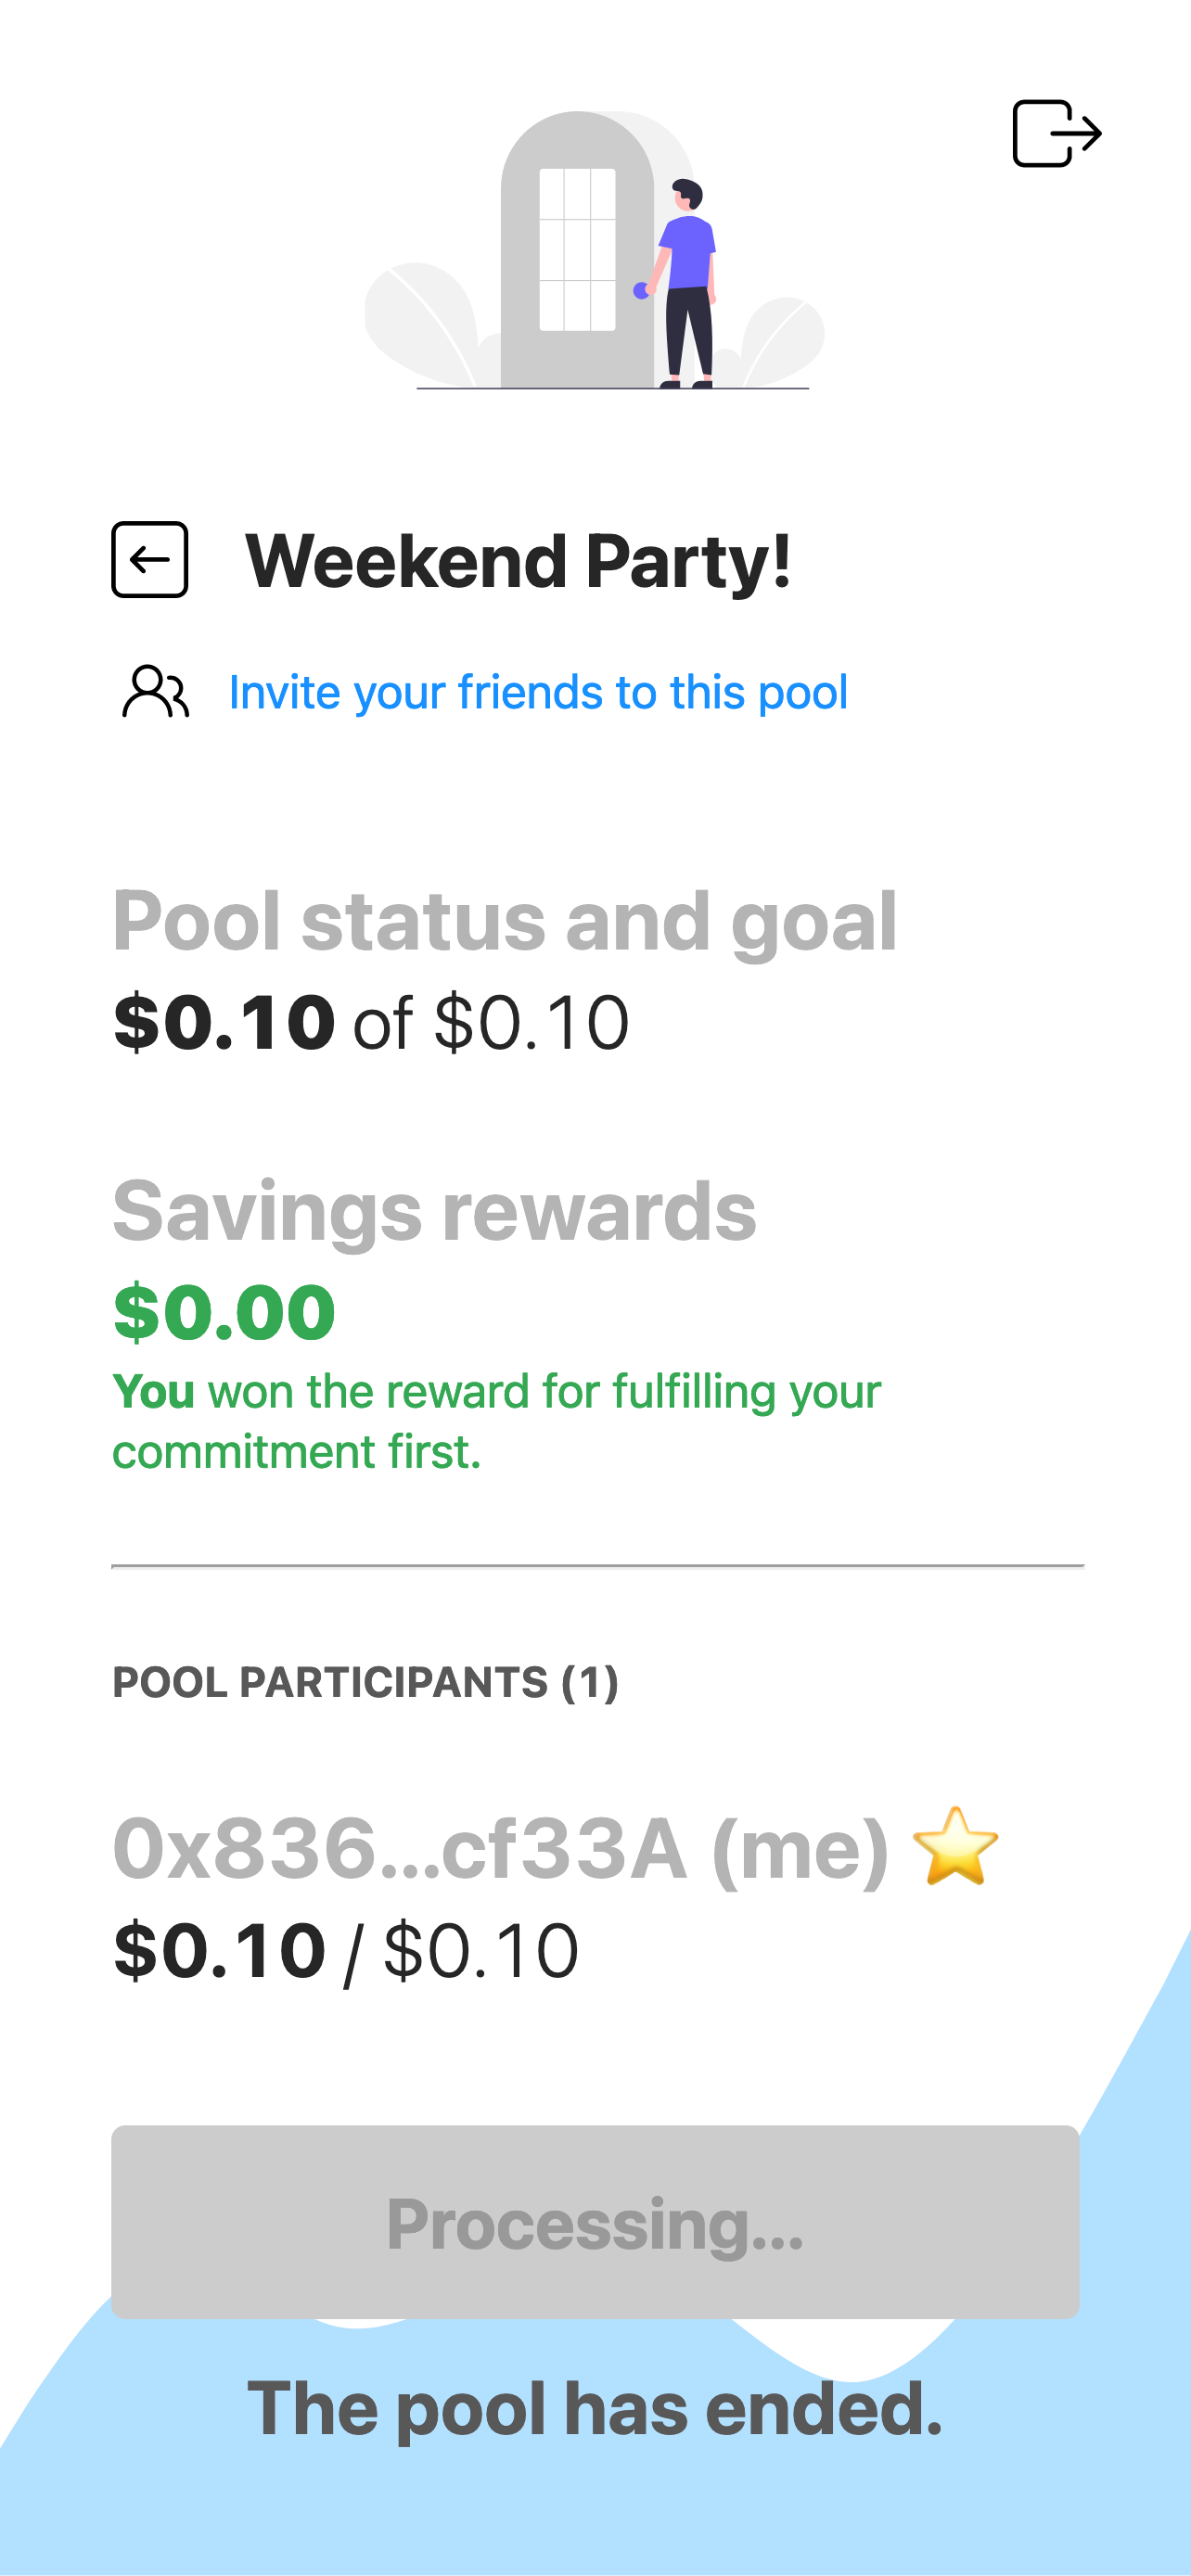 Weekend Party!
Invite your friends to this pool
Pool status and goal
$0.10 of $0.10
Savings rewards
$0.00
You won the reward for fulfilling your
commitment first.
POOL PARTICIPANTS (1)
0x836...cf33A (me) ⭐
$0.10 / $0.10
Processing...
The pool has ended.